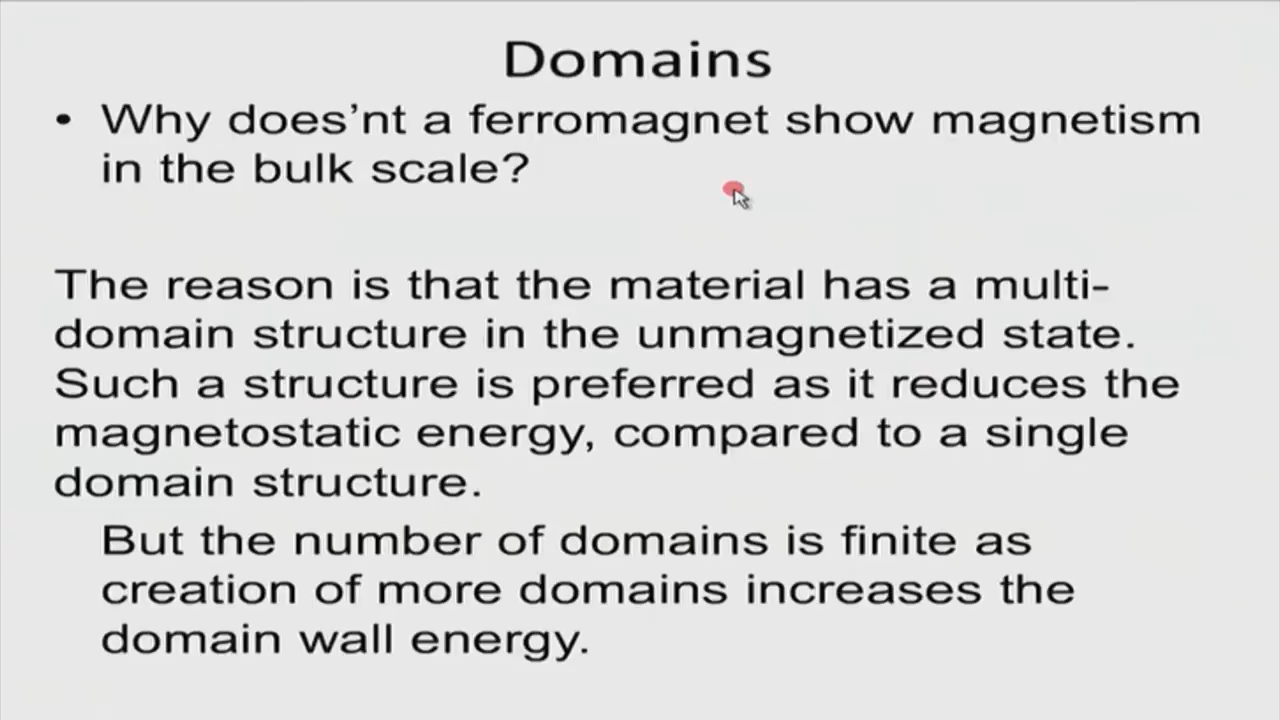 Domains
• Why does'nt a ferromagnet show magnetism
in the bulk scale?
The reason is that the material has a multi-
domain structure in the unmagnetized state.
Such a structure is preferred as it reduces the
magnetostatic energy, compared to a single
domain structure.
But the number of domains is finite as
creation of more domains increases the
domain wall energy.